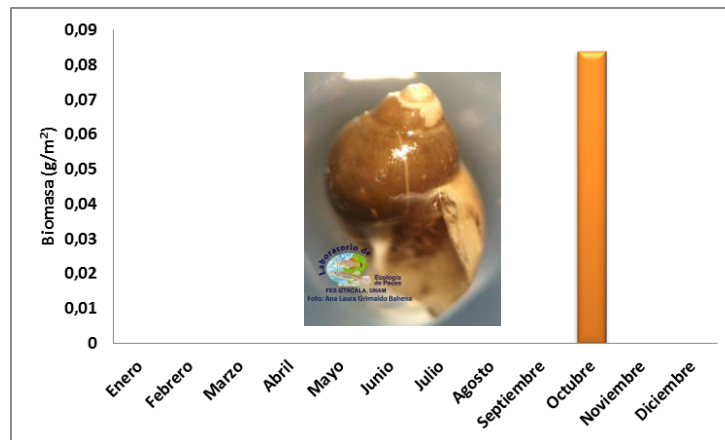 0,09
0,08
0,07
0,06
0,05
0,04
0,03
0,02
0,01
0
Biomasa (g/m²)
Laboratorio de
Ecología
de Peces
FES IZTACALA, UNAM
Foto: Ana Laura Grimaldo Bahena
Enero
Febrero
Marzo
Abril
Mayo
Junio
Julio
Agosto
Septiembre
Octubre
Noviembre
Diciembre